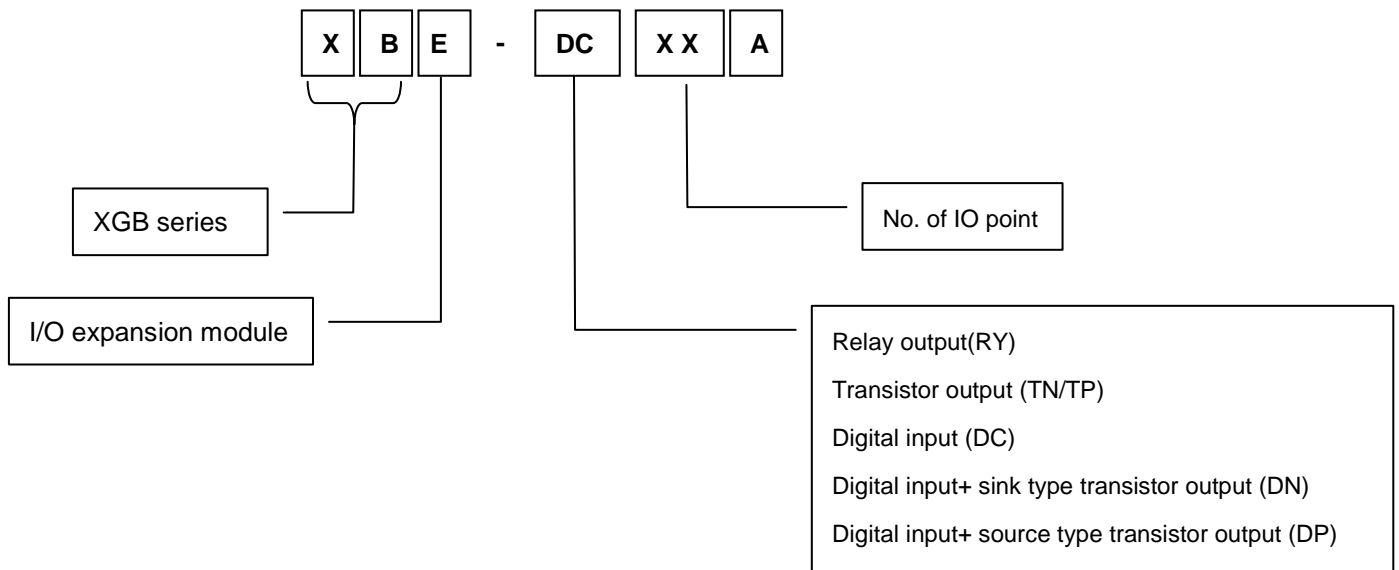 X B E - DC X X A
XGB series
No. of IO point
I/O expansion module
Relay output(RY)
Transistor output (TN/TP)
Digital input (DC)
Digital input+ sink type transistor output (DN)
Digital input+ source type transistor output (DP)